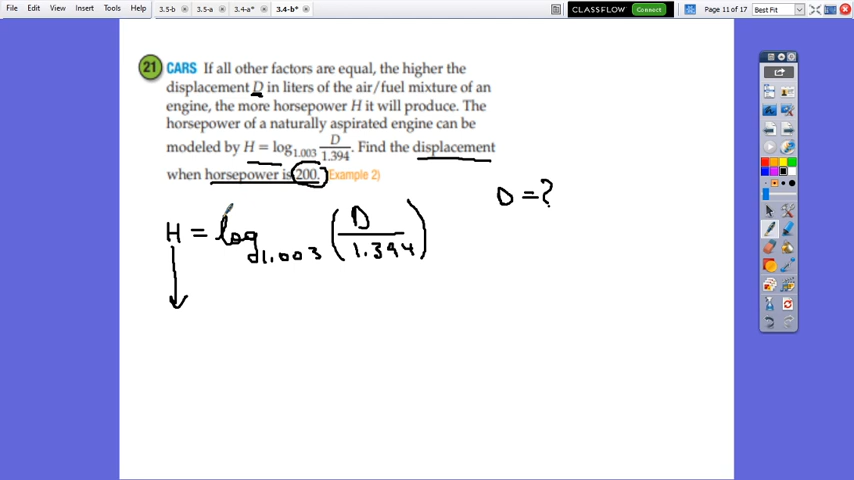 File Edit View Insert Tools Help 3.5-b 3.5-a 3.4-a* 3.4-b* CLASSFLOW Connect Page 11 of 17 Best Fit
21 CARS If all other factors are equal, the higher the
displacement D in liters of the air/fuel mixture of an
engine, the more horsepower H it will produce. The
horsepower of a naturally aspirated engine can be
modeled by H = log₁.₀₀₃ D/1.394. Find the displacement
when horsepower is 200. (Example 2)
D = ?
H = log 1.003 (D/1.394)